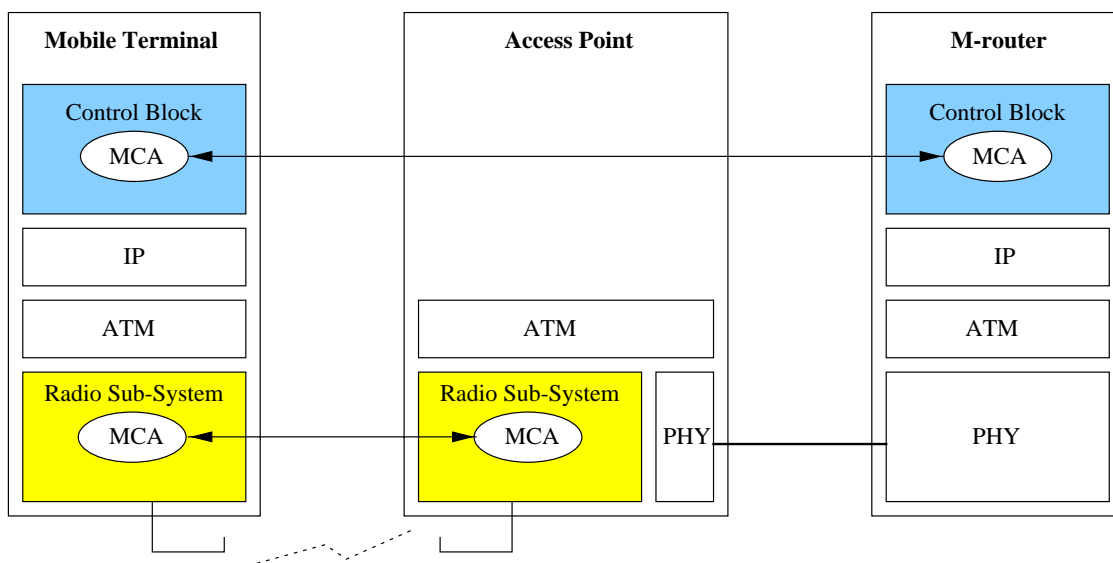 Mobile Terminal
Control Block
MCA
IP
ATM
Radio Sub-System
MCA
Access Point
ATM
Radio Sub-System
MCA
PHY
M-router
Control Block
MCA
IP
ATM
PHY